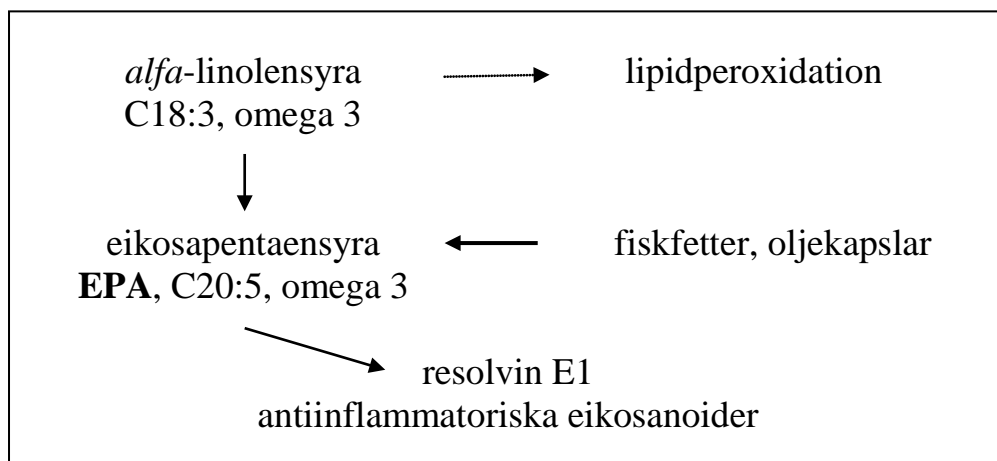 alfa-linolensyra
C18:3, omega 3
lipidperoxidation
eikosapentaensyra
EPA, C20:5, omega 3
fiskfetter, oljekapslar
resolvin E1
antiinflammatoriska eikosanoider